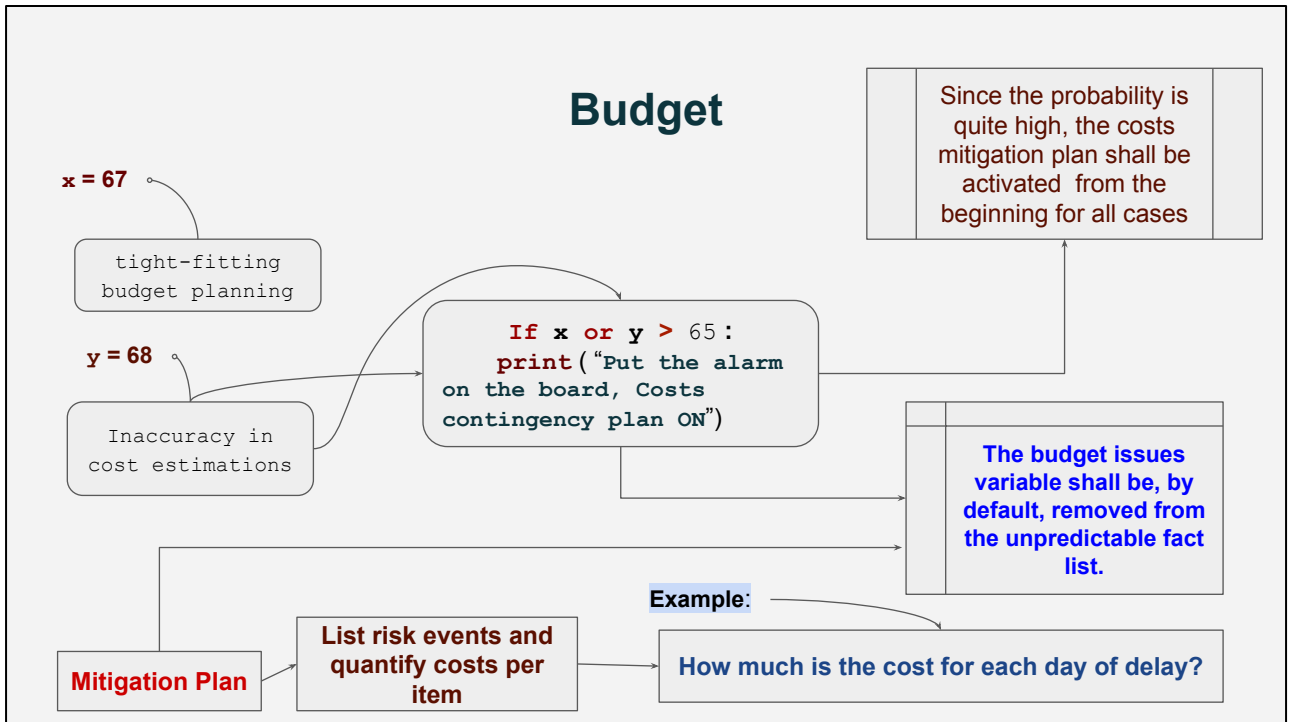 Budget
Since the probability is
quite high, the costs
mitigation plan shall be
activated from the
beginning for all cases
x = 67
tight-fitting
budget planning
If x or y > 65:
print(“Put the alarm
on the board, Costs
contingency plan ON”)
y = 68
Inaccuracy in
cost estimations
The budget issues
variable shall be, by
default, removed from
the unpredictable fact
list.
Example:
Mitigation Plan
List risk events and
quantify costs per
item
How much is the cost for each day of delay?